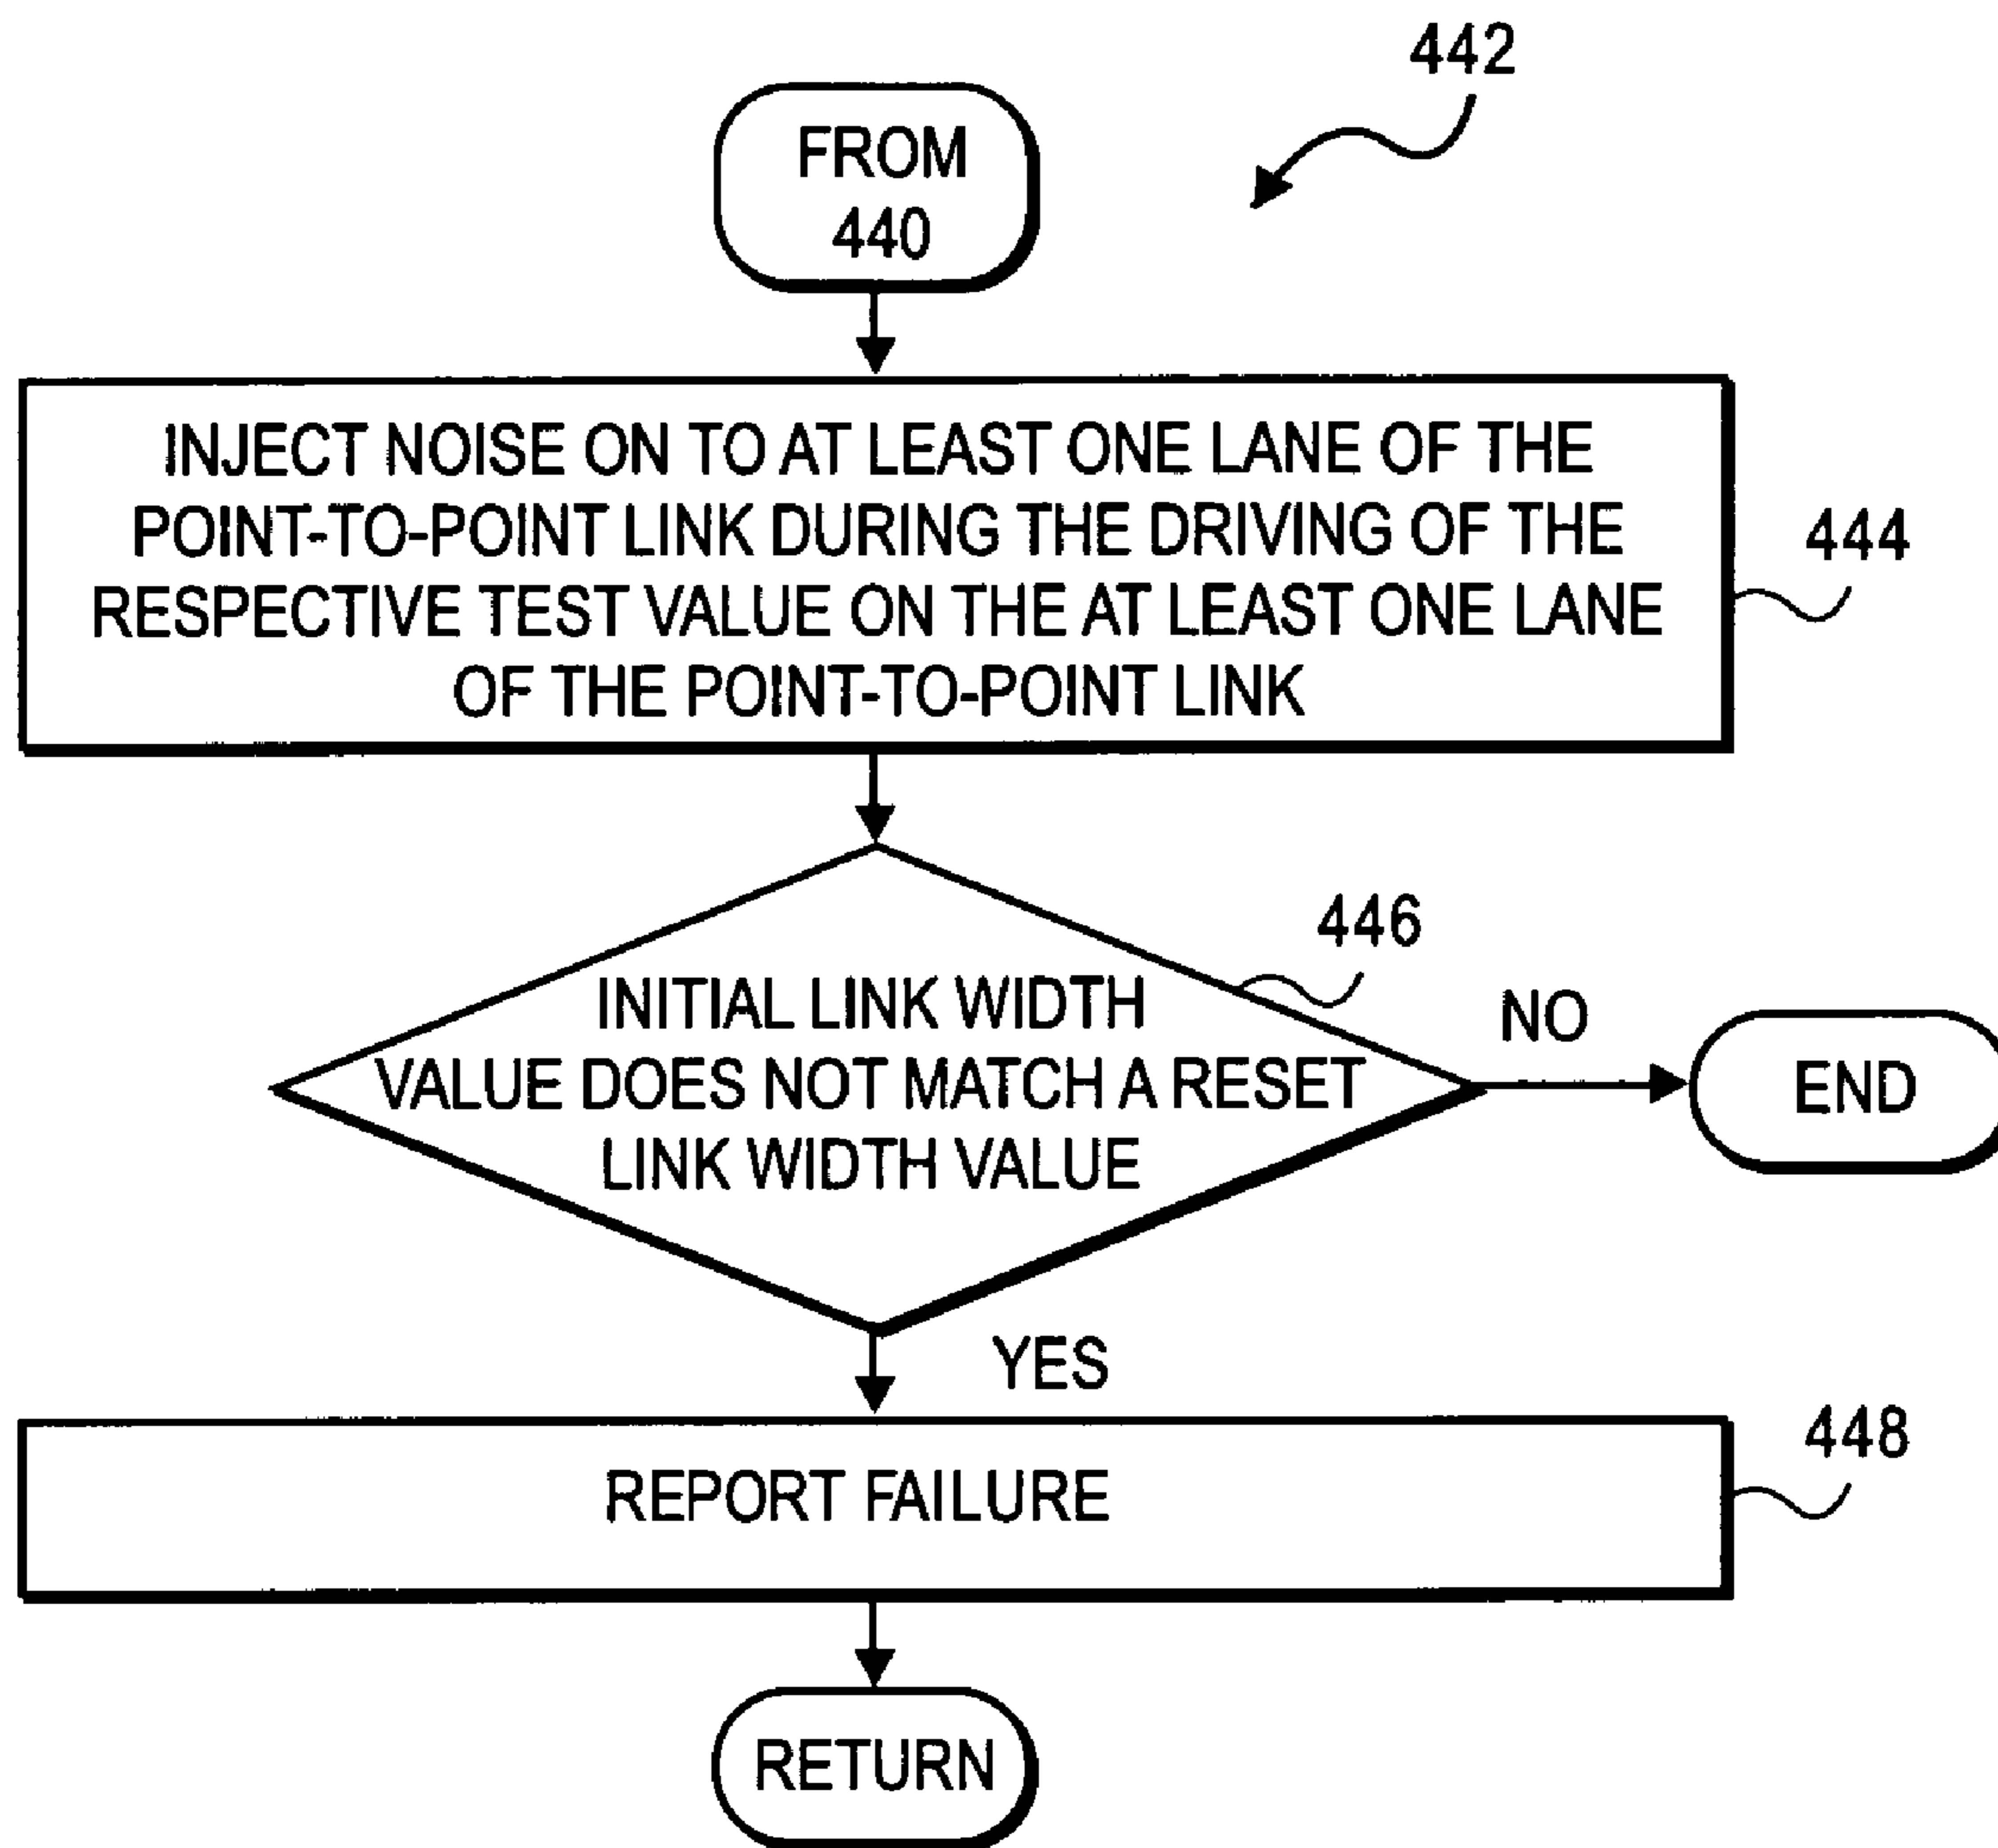 442
FROM
440
INJECT NOISE ON TO AT LEAST ONE LANE OF THE
POINT-TO-POINT LINK DURING THE DRIVING OF THE
RESPECTIVE TEST VALUE ON THE AT LEAST ONE LANE
OF THE POINT-TO-POINT LINK
444
446
INITIAL LINK WIDTH
VALUE DOES NOT MATCH A RESET
LINK WIDTH VALUE
NO
END
YES
REPORT FAILURE
448
RETURN